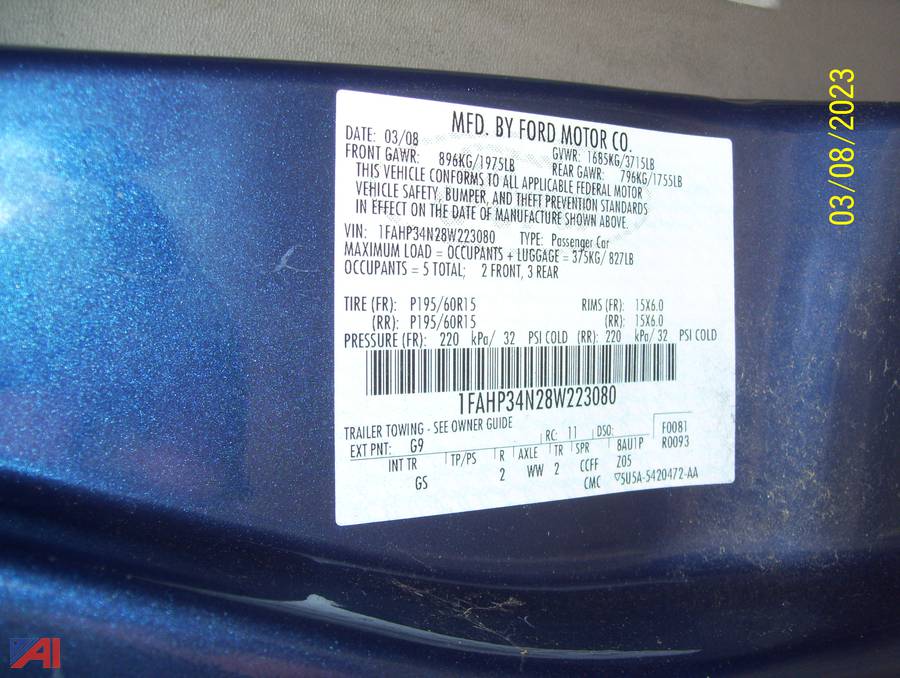 MFD. BY FORD MOTOR CO.
DATE: 03/08 GVWR: 1685KG/3715LB
FRONT GAWR: 896KG/1975LB REAR GAWR: 796KG/1755LB
THIS VEHICLE CONFORMS TO ALL APPLICABLE FEDERAL MOTOR
VEHICLE SAFETY, BUMPER, AND THEFT PREVENTION STANDARDS
IN EFFECT ON THE DATE OF MANUFACTURE SHOWN ABOVE.
VIN: 1FAHP34N28W223080 TYPE: Passenger Car
MAXIMUM LOAD = OCCUPANTS + LUGGAGE = 375KG/ 827LB
OCCUPANTS = 5 TOTAL; 2 FRONT, 3 REAR
TIRE (FR): P195/60R15 RIMS (FR): 15X6.0
(RR): P195/60R15 (RR): 15X6.0
PRESSURE (FR): 220 kPa/ 32 PSI COLD (RR): 220 kPa/ 32 PSI COLD
1FAHP34N28W223080
TRAILER TOWING - SEE OWNER GUIDE
EXT PNT: G9 RC: 11 DSO: F0081
INT TR TP/PS R AXLE TR SPR 8AU1P R0093
GS 2 WW 2 CCFF Z05
CMC ▽5U5A-5420472-AA
03/08/2023
AI